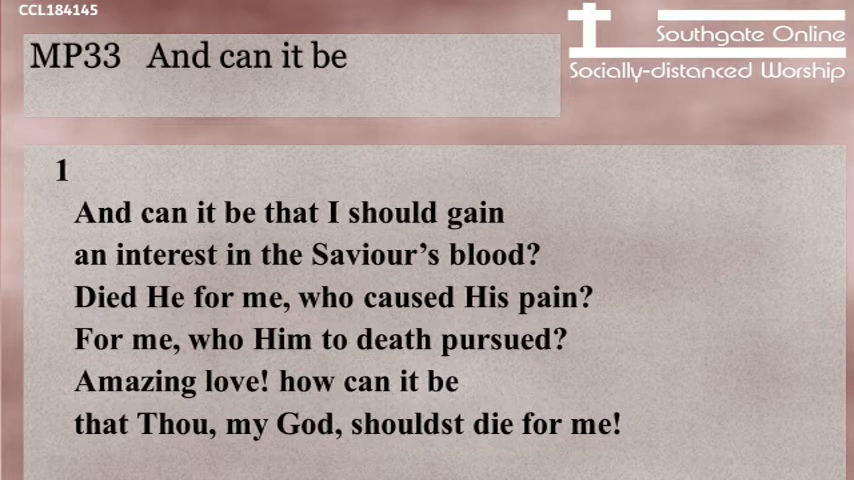 CCL184145
MP33 And can it be
Southgate Online
Socially-distanced Worship
1
And can it be that I should gain
an interest in the Saviour’s blood?
Died He for me, who caused His pain?
For me, who Him to death pursued?
Amazing love! how can it be
that Thou, my God, shouldst die for me!